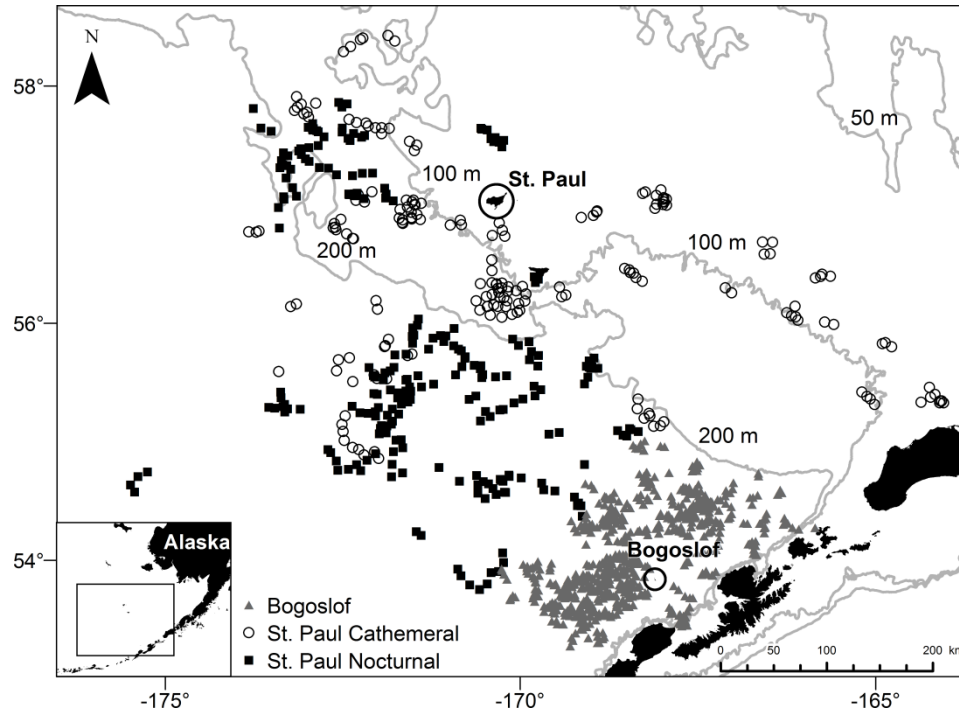 N
58°
50 m
100 m
St. Paul
200 m
100 m
56°
200 m
54°
Alaska
Bogoslof
Bogoslof
St. Paul Cathemeral
St. Paul Nocturnal
0 50 100 200 km
-175° -170° -165°